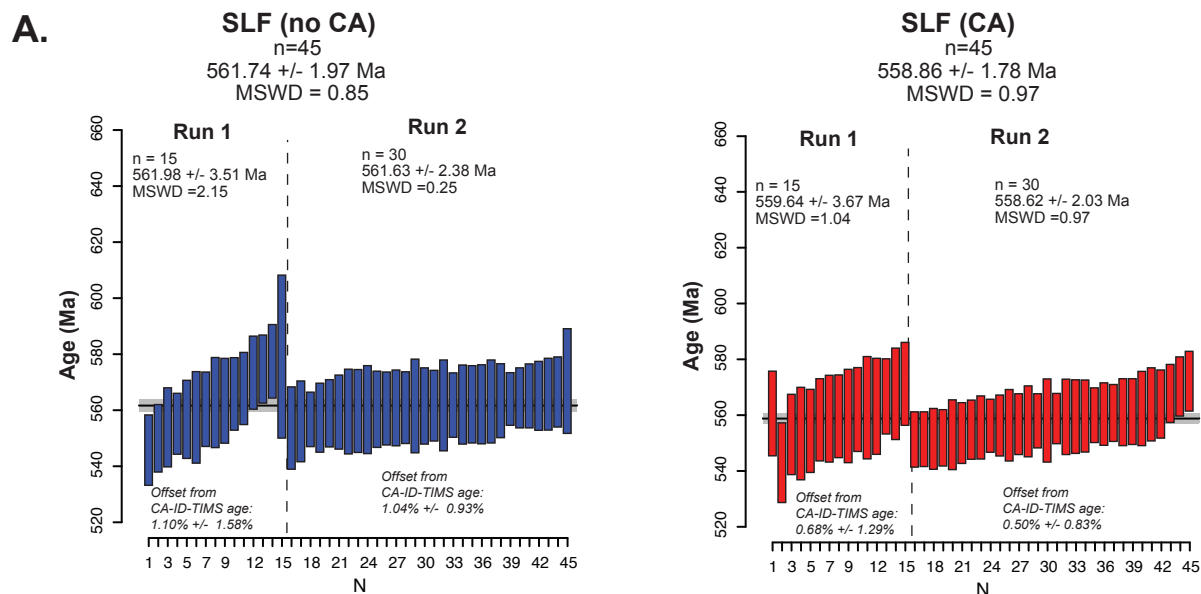 A.
SLF (no CA)
n=45
561.74 +/- 1.97 Ma
MSWD = 0.85
Run 1
Run 2
n = 15
561.98 +/- 3.51 Ma
MSWD =2.15
n = 30
561.63 +/- 2.38 Ma
MSWD =0.25
Age (Ma)
660
640
620
600
580
560
540
520
Offset from
CA-ID-TIMS age:
1.10% +/- 1.58%
Offset from
CA-ID-TIMS age:
1.04% +/- 0.93%
1 3 5 7 9 12 15 18 21 24 27 30 33 36 39 42 45
N
SLF (CA)
n=45
558.86 +/- 1.78 Ma
MSWD = 0.97
Run 1
Run 2
n = 15
559.64 +/- 3.67 Ma
MSWD =1.04
n = 30
558.62 +/- 2.03 Ma
MSWD =0.97
Age (Ma)
660
640
620
600
580
560
540
520
Offset from
CA-ID-TIMS age:
0.68% +/- 1.29%
Offset from
CA-ID-TIMS age:
0.50% +/- 0.83%
1 3 5 7 9 12 15 18 21 24 27 30 33 36 39 42 45
N